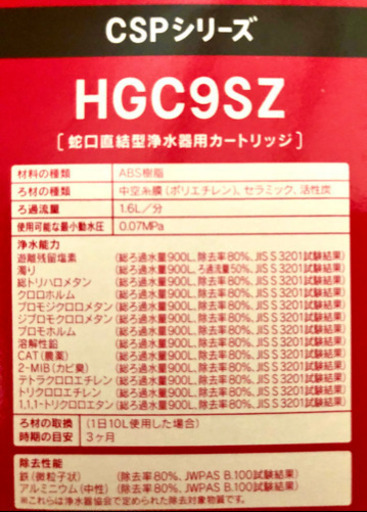 CSPシリーズ
HGC9SZ
[蛇口直結型浄水器用カートリッジ]
材料の種類 ABS樹脂
ろ材の種類 中空糸膜(ポリエチレン)、セラミック、活性炭
ろ過流量 1.6L/分
使用可能な最小動水圧 0.07MPa
浄水能力
遊離残留塩素 (総ろ過水量900L、除去率80%、JIS S 3201試験結果)
濁り (総ろ過水量900L、ろ過流量50%、JIS S 3201試験結果)
総トリハロメタン (総ろ過水量900L、除去率80%、JIS S 3201試験結果)
クロロホルム (総ろ過水量900L、除去率80%、JIS S 3201試験結果)
ブロモジクロロメタン (総ろ過水量900L、除去率80%、JIS S 3201試験結果)
ジブロモクロロメタン (総ろ過水量900L、除去率80%、JIS S 3201試験結果)
ブロモホルム (総ろ過水量900L、除去率80%、JIS S 3201試験結果)
溶解性鉛 (総ろ過水量900L、除去率80%、JIS S 3201試験結果)
CAT(農薬) (総ろ過水量900L、除去率80%、JIS S 3201試験結果)
2-MIB(カビ臭) (総ろ過水量900L、除去率80%、JIS S 3201試験結果)
テトラクロロエチレン (総ろ過水量900L、除去率80%、JIS S 3201試験結果)
トリクロロエチレン (総ろ過水量900L、除去率80%、JIS S 3201試験結果)
1,1,1-トリクロロエタン (総ろ過水量900L、除去率80%、JIS S 3201試験結果)
ろ材の取換 (1日10L使用した場合)
時期の目安 3ヶ月
除去性能
鉄(微粒子状) (除去率80%、JWPAS B.100試験結果)
アルミニウム(中性) (除去率80%、JWPAS B.100試験結果)
※これらは浄水器協会で定められた除去対象物質です。